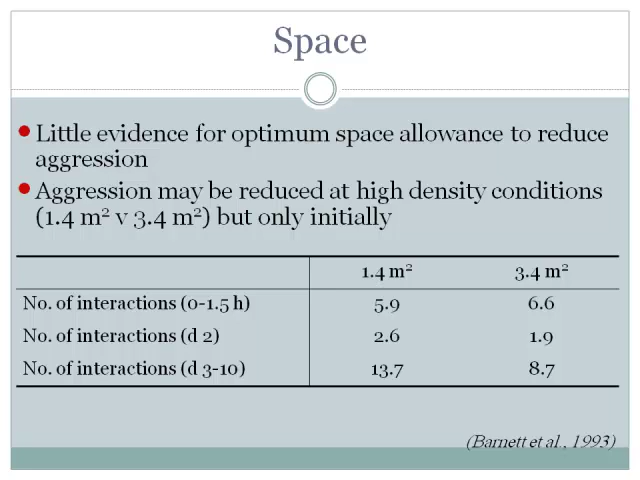 Space
Little evidence for optimum space allowance to reduce
aggression
Aggression may be reduced at high density conditions
(1.4 m² v 3.4 m²) but only initially
1.4 m² 3.4 m²
No. of interactions (0-1.5 h) 5.9 6.6
No. of interactions (d 2) 2.6 1.9
No. of interactions (d 3-10) 13.7 8.7
(Barnett et al., 1993)